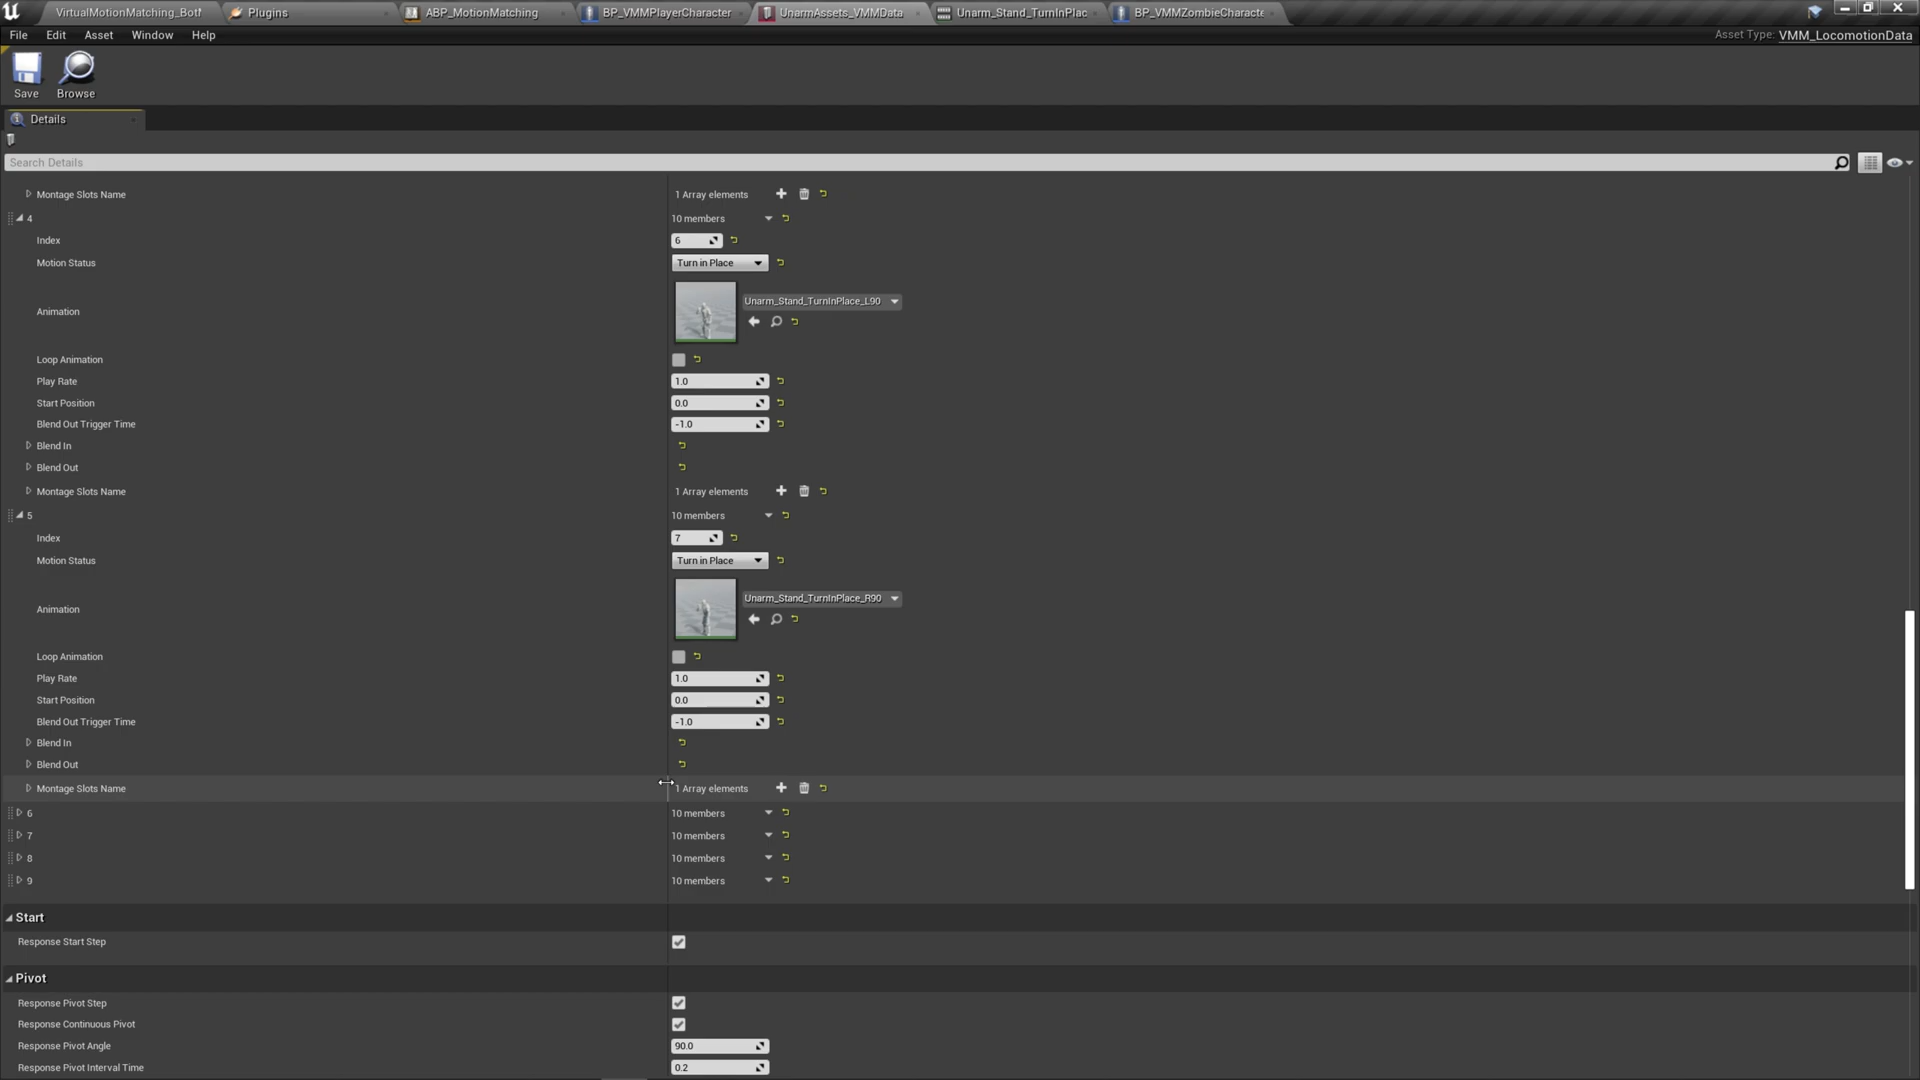 VirtualMotionMatching_Bott
Plugins
ABP_MotionMatching
BP_VMMPlayerCharacter
UnarmAssets_VMMData
Unarm_Stand_TurnInPlac
BP_VMMZombieCharacte
File
Edit
Asset
Window
Help
Asset Type: VMM_LocomotionData
Save
Browse
Details
Search Details
Montage Slots Name 1 Array elements
4 10 members
Index 6
Motion Status Turn in Place
Animation Unarm_Stand_TurnInPlace_L90
Loop Animation
Play Rate 1.0
Start Position 0.0
Blend Out Trigger Time -1.0
Blend In
Blend Out
Montage Slots Name 1 Array elements
5 10 members
Index 7
Motion Status Turn in Place
Animation Unarm_Stand_TurnInPlace_R90
Loop Animation
Play Rate 1.0
Start Position 0.0
Blend Out Trigger Time -1.0
Blend In
Blend Out
Montage Slots Name 1 Array elements
6 10 members
7 10 members
8 10 members
9 10 members
Start
Response Start Step
Pivot
Response Pivot Step
Response Continuous Pivot
Response Pivot Angle 90.0
Response Pivot Interval Time 0.2